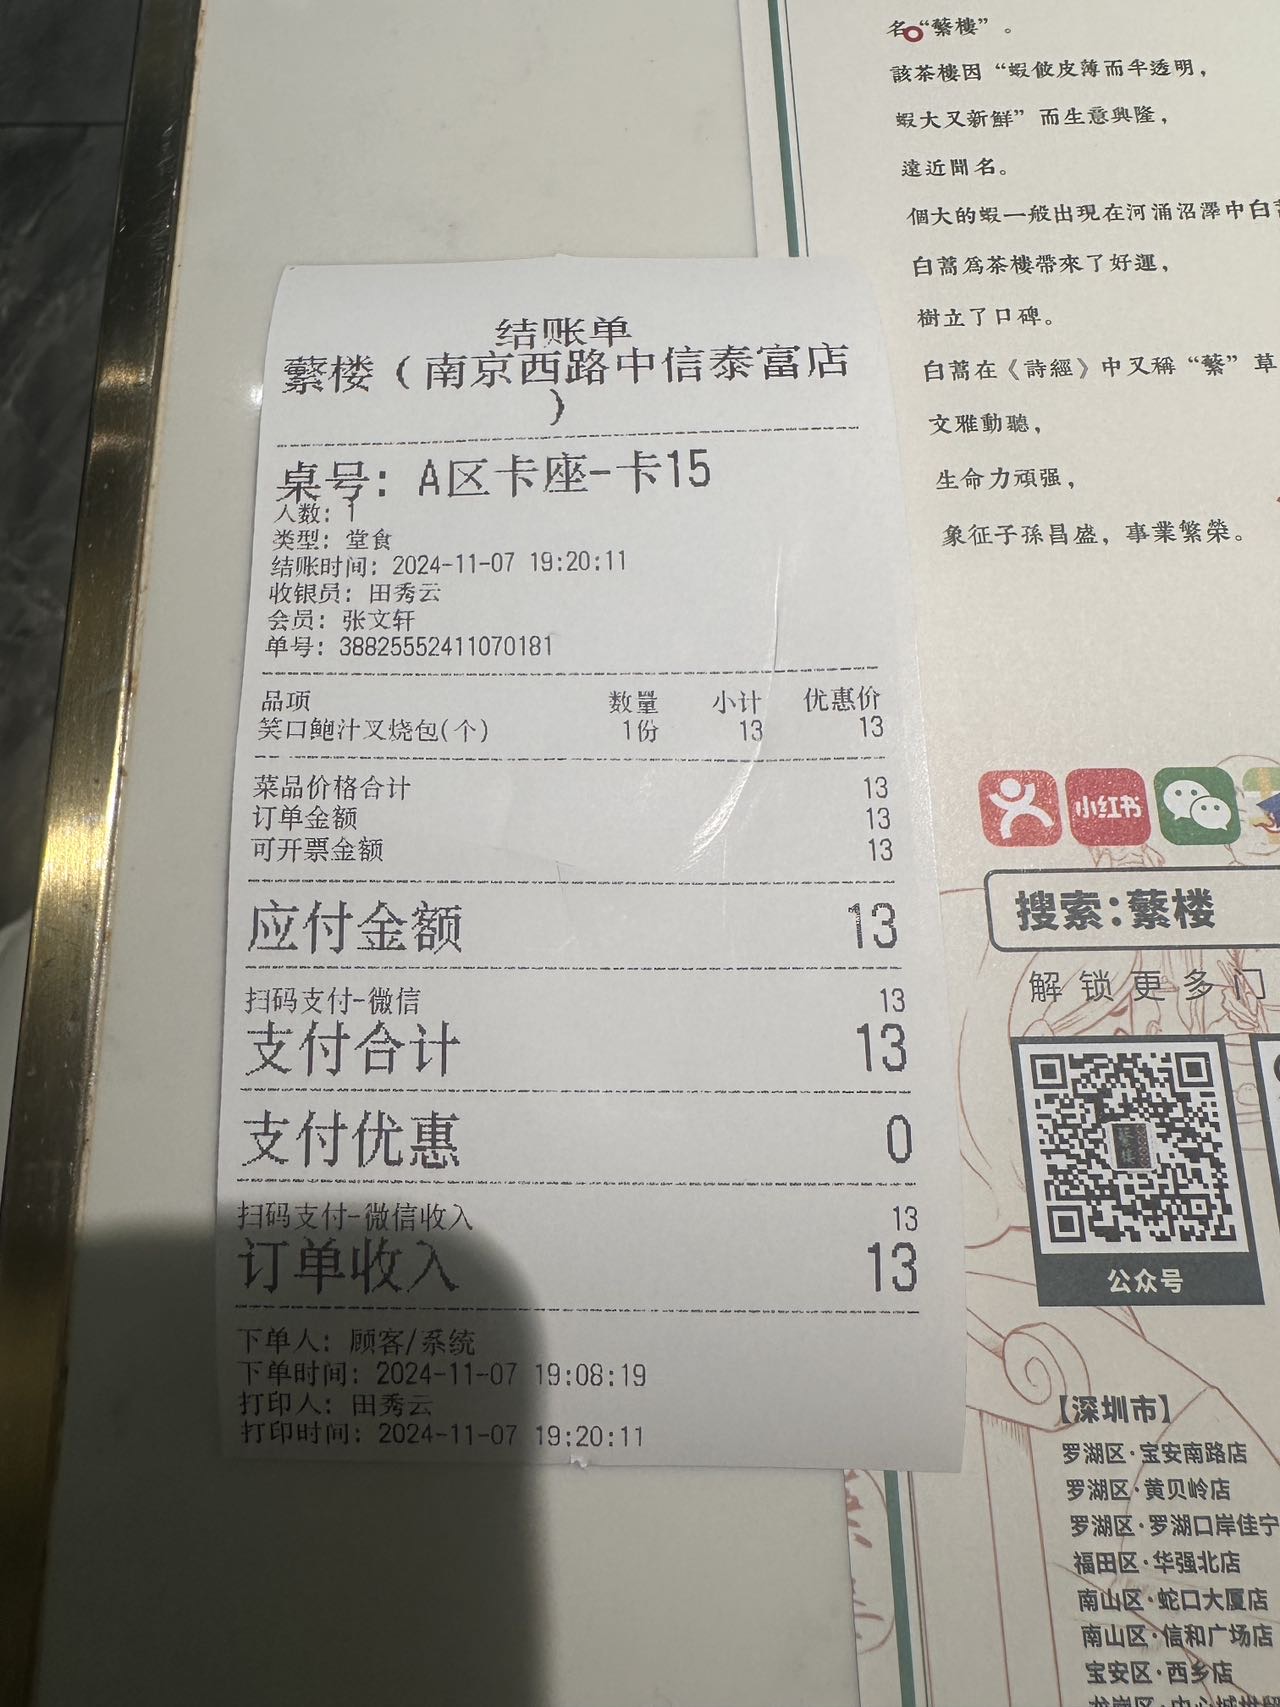 结账单
蘩楼（南京西路中信泰富店
）
桌号: A区卡座-卡15
人数: 1
类型: 堂食
结账时间: 2024-11-07 19:20:11
收银员: 田秀云
会员: 张文轩
单号: 38825552411070181
品项 数量 小计 优惠价
笑口鲍汁叉烧包(个) 1份 13 13
菜品价格合计 13
订单金额 13
可开票金额 13
应付金额 13
扫码支付-微信 13
支付合计 13
支付优惠 0
扫码支付-微信收入 13
订单收入 13
下单人: 顾客/系统
下单时间: 2024-11-07 19:08:19
打印人: 田秀云
打印时间: 2024-11-07 19:20:11
名“蘩樓”。
該茶樓因“蝦餃皮薄而半透明，
蝦大又新鮮”而生意興隆，
遠近聞名。
個大的蝦一般出現在河涌沼澤中白
白蒿為茶樓帶來了好運，
樹立了口碑。
白蒿在《詩經》中又稱“蘩”草
文雅動聽，
生命力頑强，
象征子孫昌盛，事業繁榮。
小红书
搜索:蘩楼
解锁更多门
公众号
【深圳市】
罗湖区·宝安南路店
罗湖区·黄贝岭店
罗湖区·罗湖口岸佳宁
福田区·华强北店
南山区·蛇口大厦店
南山区·信和广场店
宝安区·西乡店